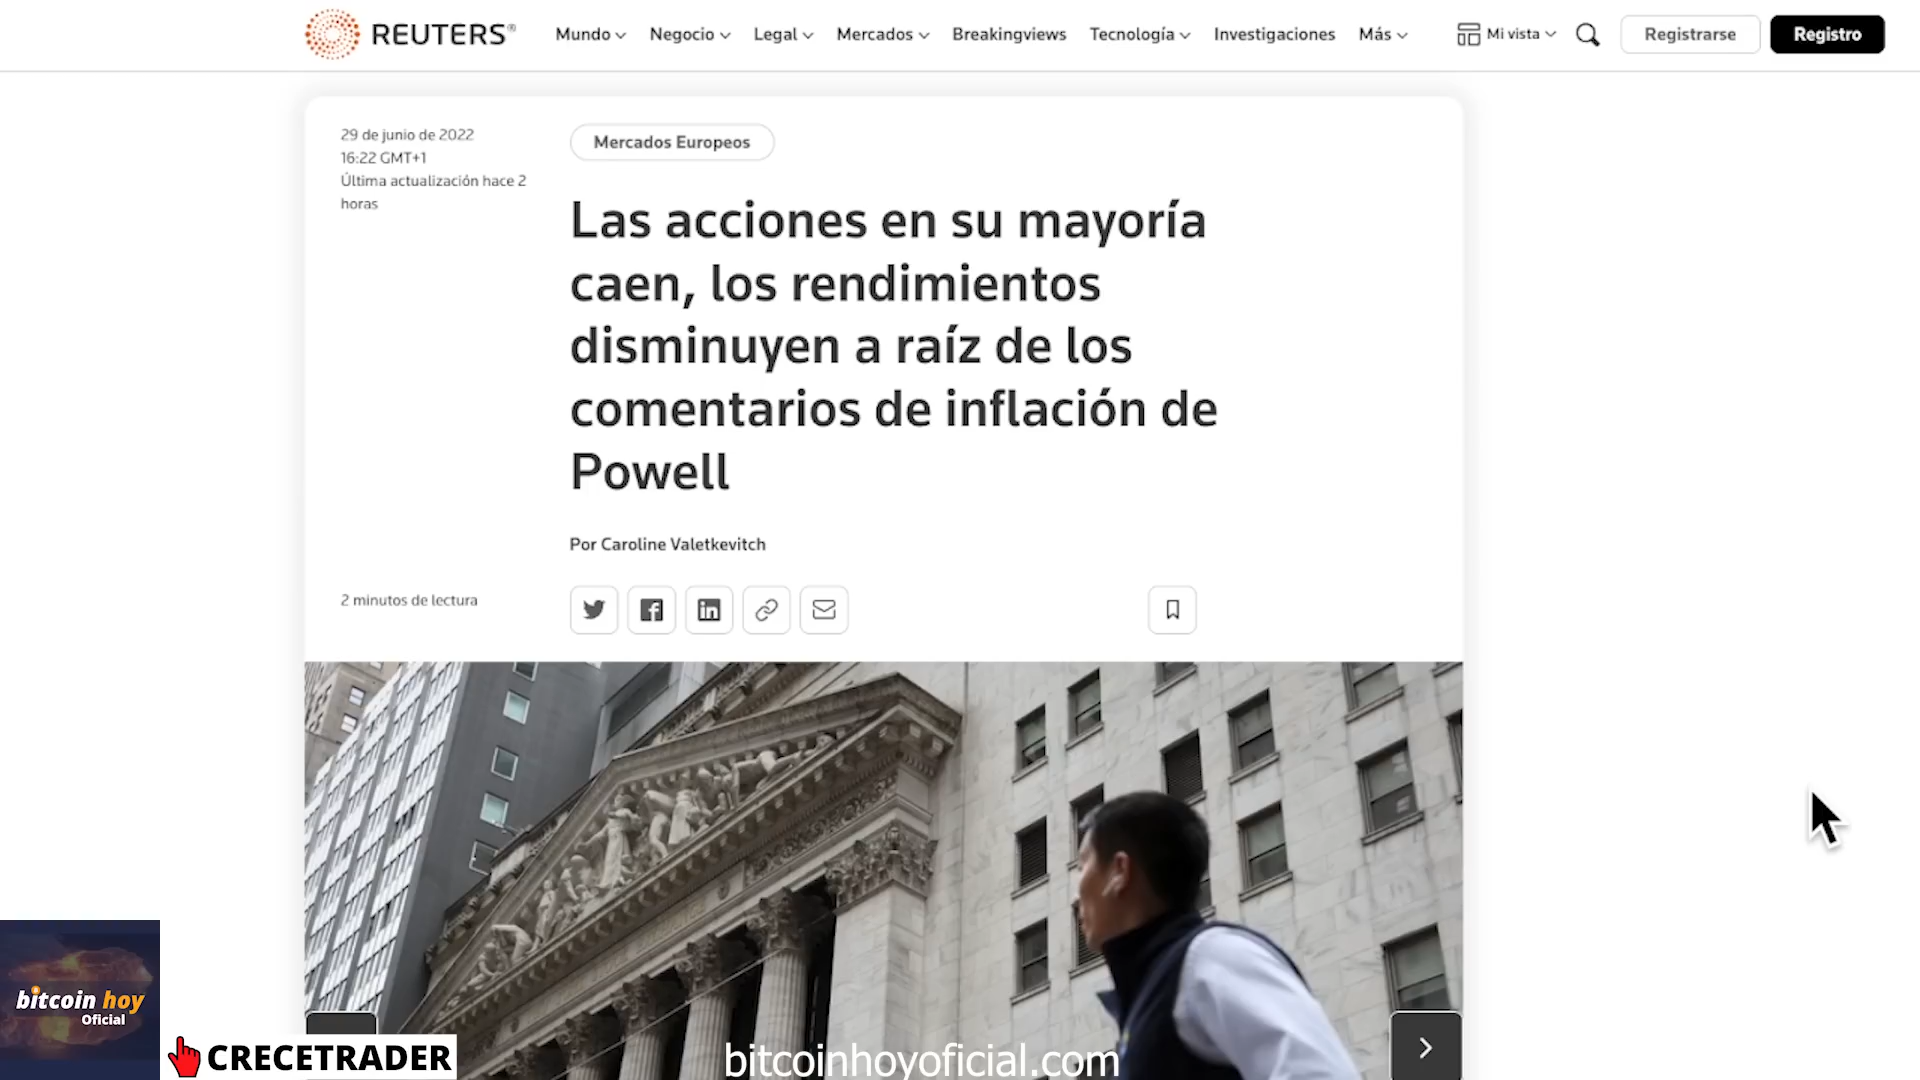 REUTERS®
Mundo
Negocio
Legal
Mercados
Breakingviews
Tecnología
Investigaciones
Más
Mi vista
Registrarse
Registro
29 de junio de 2022
16:22 GMT+1
Última actualización hace 2
horas
Mercados Europeos
Las acciones en su mayoría
caen, los rendimientos
disminuyen a raíz de los
comentarios de inflación de
Powell
Por Caroline Valetkevitch
2 minutos de lectura
bitcoin hoy
Oficial
CRECETRADER
bitcoinhoyoficial.com